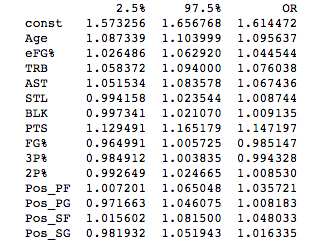 2.5% 97.5% OR
const 1.573256 1.656768 1.614472
Age 1.087339 1.103999 1.095637
eFG% 1.026486 1.062920 1.044544
TRB 1.058372 1.094000 1.076038
AST 1.051534 1.083578 1.067436
STL 0.994158 1.023544 1.008744
BLK 0.997341 1.021070 1.009135
PTS 1.129491 1.165179 1.147197
FG% 0.964991 1.005725 0.985147
3P% 0.984912 1.003835 0.994328
2P% 0.992649 1.024665 1.008530
Pos_PF 1.007201 1.065048 1.035721
Pos_PG 0.971663 1.046075 1.008183
Pos_SF 1.015602 1.081500 1.048033
Pos_SG 0.981932 1.051943 1.016335